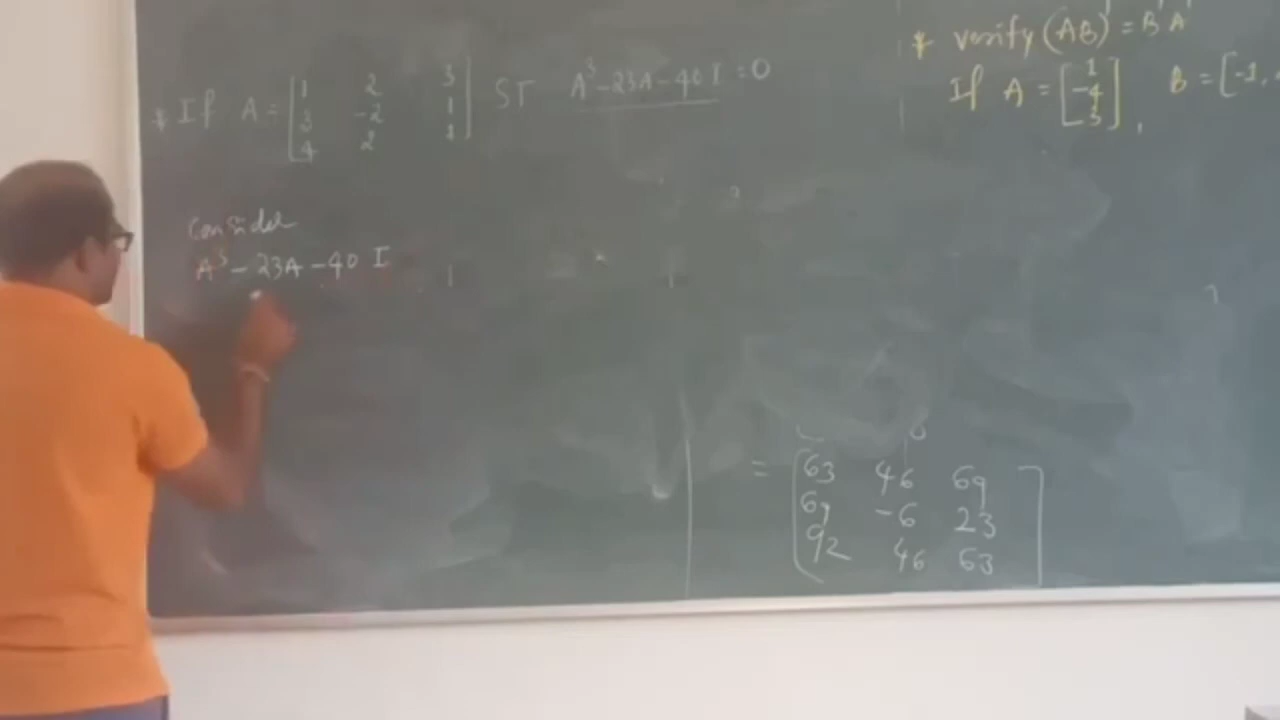 * If A = [1 2 3 ST A³-23A-40I=0
3 -2 1
4 2 1]
Consider
A³ - 23A - 40 I
= [63 46 69
69 -6 23
92 46 63]
* Verify (AB)' = B'A'
If A = [1
-4
3], B = [-1,